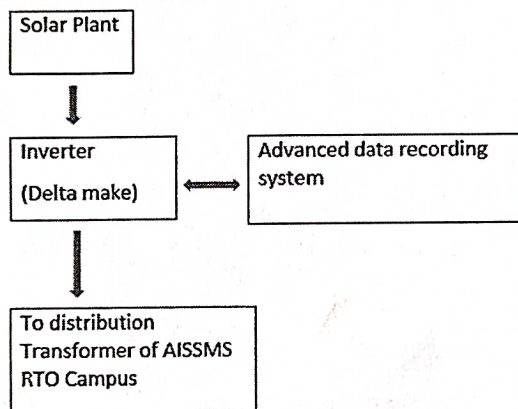 Solar Plant
Inverter
(Delta make)
Advanced data recording
system
To distribution
Transformer of AISSMS
RTO Campus